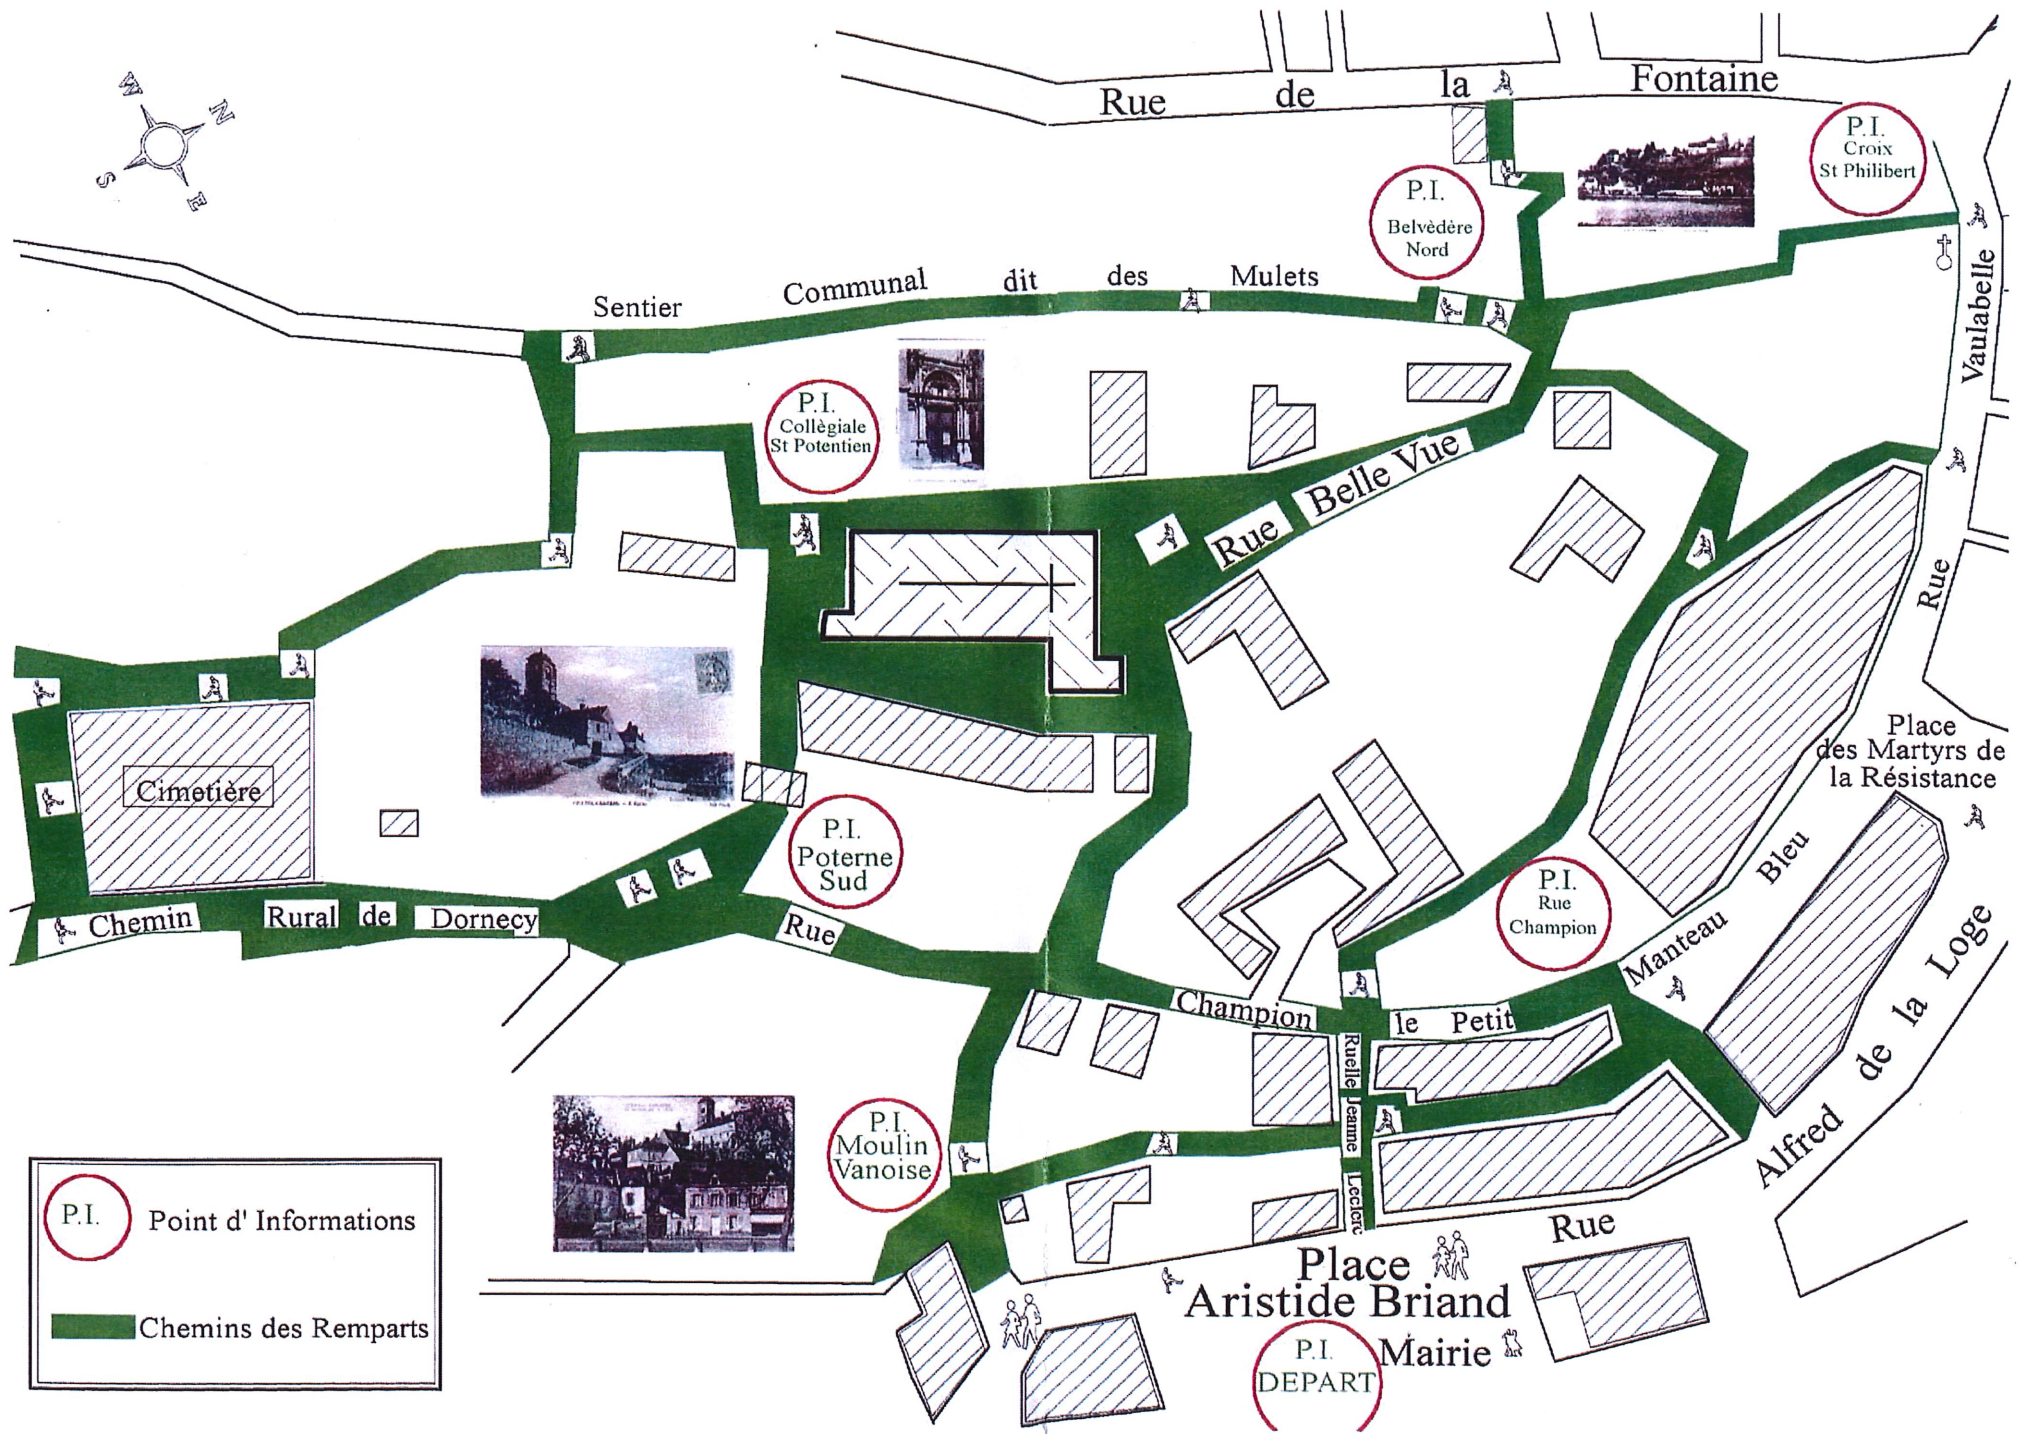 Rue de la Fontaine
W
N
S
E
P.I.
Croix
St Philibert
P.I.
Belvèdère
Nord
Sentier Communal dit des Mulets
Vaulabelle
Rue
P.I.
Collègiale
St Potentien
Rue Belle Vue
Place
des Martyrs de
la Résistance
Cimetière
P.I.
Poterne
Sud
P.I.
Rue
Champion
Chemin Rural de Dornecy
Rue Champion
le Petit Manteau Bleu
Ruelle Jeanne Leclerc
Rue Alfred de la Loge
P.I.
Moulin
Vanoise
Place
Aristide Briand
Mairie
P.I.
DEPART
P.I. Point d' Informations
Chemins des Remparts